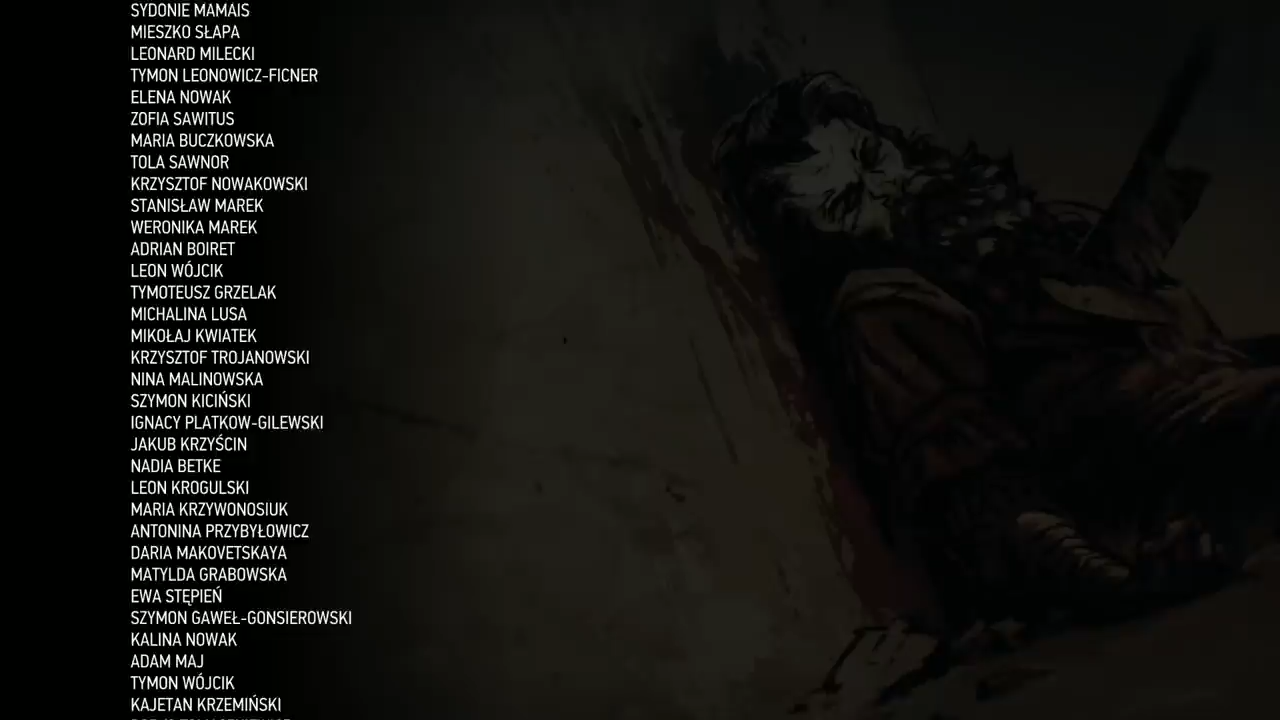 SYDONIE MAMAIS
MIESZKO SŁAPA
LEONARD MILECKI
TYMON LEONOWICZ-FICNER
ELENA NOWAK
ZOFIA SAWITUS
MARIA BUCZKOWSKA
TOLA SAWNOR
KRZYSZTOF NOWAKOWSKI
STANISŁAW MAREK
WERONIKA MAREK
ADRIAN BOIRET
LEON WÓJCIK
TYMOTEUSZ GRZELAK
MICHALINA LUSA
MIKOŁAJ KWIATEK
KRZYSZTOF TROJANOWSKI
NINA MALINOWSKA
SZYMON KICIŃSKI
IGNACY PLATKOW-GILEWSKI
JAKUB KRZYŚCIN
NADIA BETKE
LEON KROGULSKI
MARIA KRZYWONOSIUK
ANTONINA PRZYBYŁOWICZ
DARIA MAKOVETSKAYA
MATYLDA GRABOWSKA
EWA STĘPIEŃ
SZYMON GAWEŁ-GONSIEROWSKI
KALINA NOWAK
ADAM MAJ
TYMON WÓJCIK
KAJETAN KRZEMIŃSKI